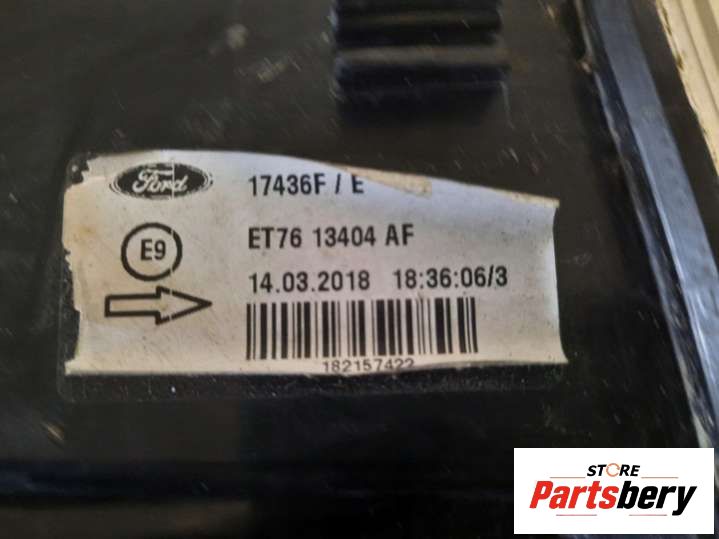 Ford
17436F / E
E9
ET76 13404 AF
14.03.2018 18:36:06/3
182157422
STORE
Partsbery